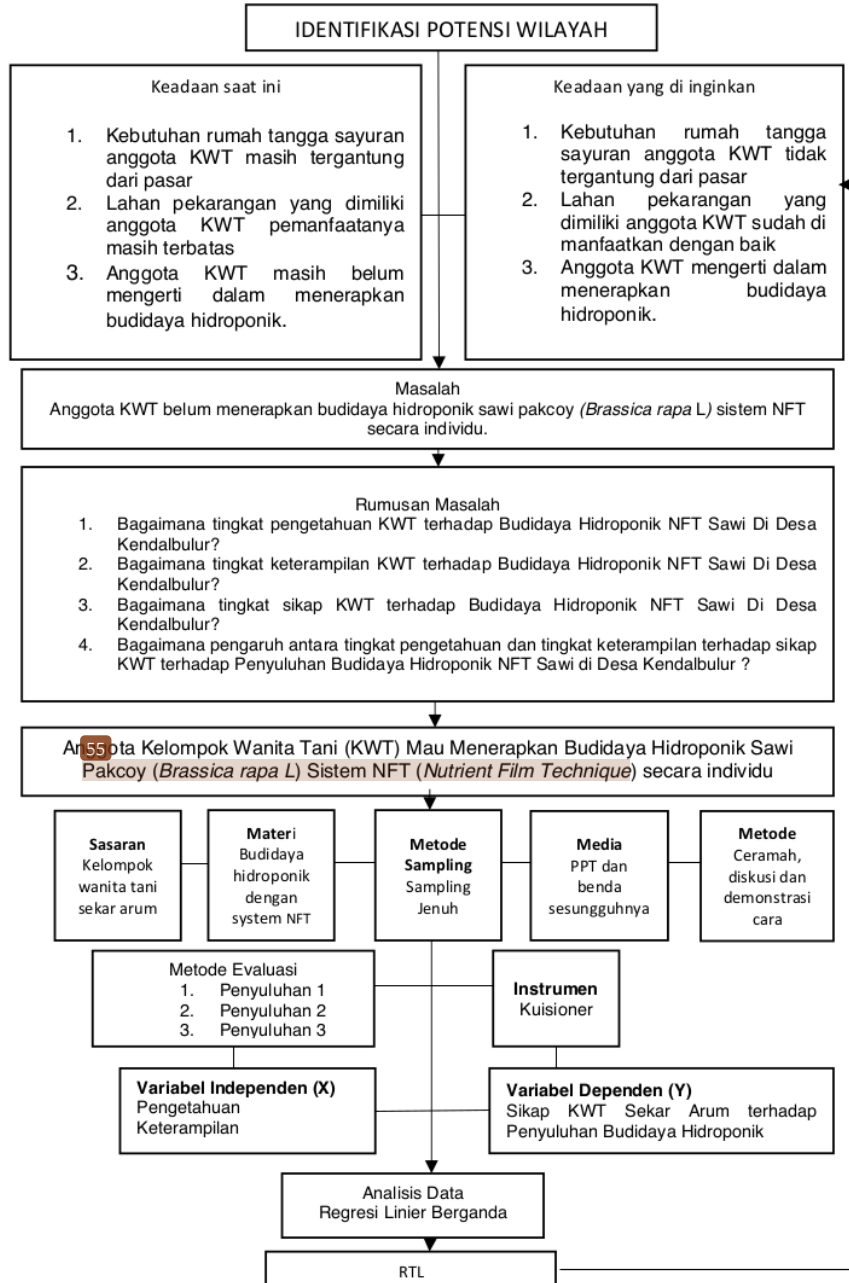 IDENTIFIKASI POTENSI WILAYAH
Keadaan saat ini
1. Kebutuhan rumah tangga sayuran
anggota KWT masih tergantung
dari pasar
2. Lahan pekarangan yang dimiliki
anggota KWT pemanfaatanya
masih terbatas
3. Anggota KWT masih belum
mengerti dalam menerapkan
budidaya hidroponik.
Keadaan yang di inginkan
1. Kebutuhan rumah tangga
sayuran anggota KWT tidak
tergantung dari pasar
2. Lahan pekarangan yang
dimiliki anggota KWT sudah di
manfaatkan dengan baik
3. Anggota KWT mengerti dalam
menerapkan budidaya
hidroponik.
Masalah
Anggota KWT belum menerapkan budidaya hidroponik sawi pakcoy (Brassica rapa L) sistem NFT
secara individu.
Rumusan Masalah
1. Bagaimana tingkat pengetahuan KWT terhadap Budidaya Hidroponik NFT Sawi Di Desa
Kendalbulur?
2. Bagaimana tingkat keterampilan KWT terhadap Budidaya Hidroponik NFT Sawi Di Desa
Kendalbulur?
3. Bagaimana tingkat sikap KWT terhadap Budidaya Hidroponik NFT Sawi Di Desa
Kendalbulur?
4. Bagaimana pengaruh antara tingkat pengetahuan dan tingkat keterampilan terhadap sikap
KWT terhadap Penyuluhan Budidaya Hidroponik NFT Sawi di Desa Kendalbulur ?
55
Kelompok Wanita Tani (KWT) Mau Menerapkan Budidaya Hidroponik Sawi
Pakcoy (Brassica rapa L) Sistem NFT (Nutrient Film Technique) secara individu
Sasaran
Kelompok
wanita tani
sekar arum
Materi
Budidaya
hidroponik
dengan
system NFT
Metode
Sampling
Sampling
Jenuh
Media
PPT dan
benda
sesungguhnya
Metode
Ceramah,
diskusi dan
demonstrasi
cara
Metode Evaluasi
1. Penyuluhan 1
2. Penyuluhan 2
3. Penyuluhan 3
Instrumen
Kuisioner
Variabel Independen (X)
Pengetahuan
Keterampilan
Variabel Dependen (Y)
Sikap KWT Sekar Arum terhadap
Penyuluhan Budidaya Hidroponik
Analisis Data
Regresi Linier Berganda
RTL